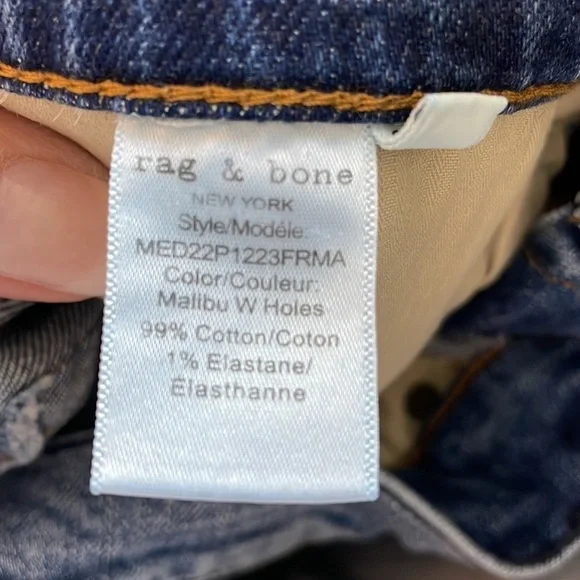 rag & bone
NEW YORK
Style/Modèle:
MED22P1223FRMA
Color/Couleur:
Malibu W Holes
99% Cotton/Coton
1% Elastane/
Elasthanne